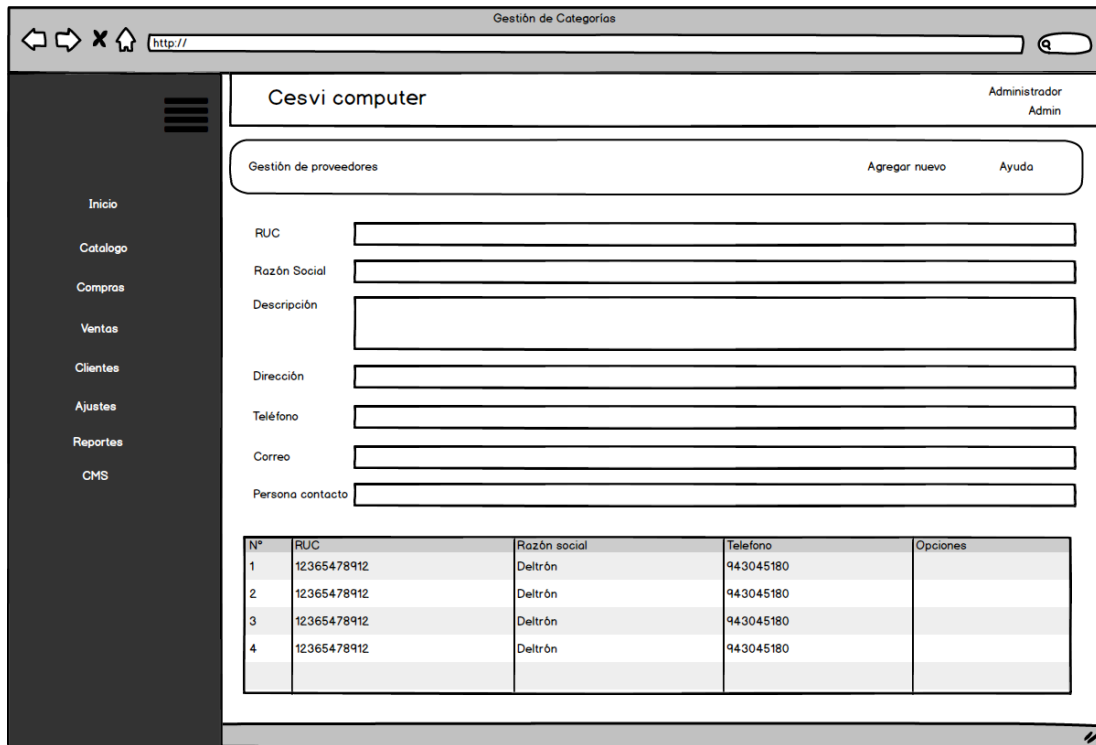 Gestión de Categorías
http://
Cesvi computer
Administrador
Admin
Gestión de proveedores Agregar nuevo Ayuda
Inicio
Catalogo
Compras
Ventas
Clientes
Ajustes
Reportes
CMS
RUC
Razón Social
Descripción
Dirección
Teléfono
Correo
Persona contacto
N° RUC Razón social Telefono Opciones
1 12365478912 Deltrón 943045180
2 12365478912 Deltrón 943045180
3 12365478912 Deltrón 943045180
4 12365478912 Deltrón 943045180